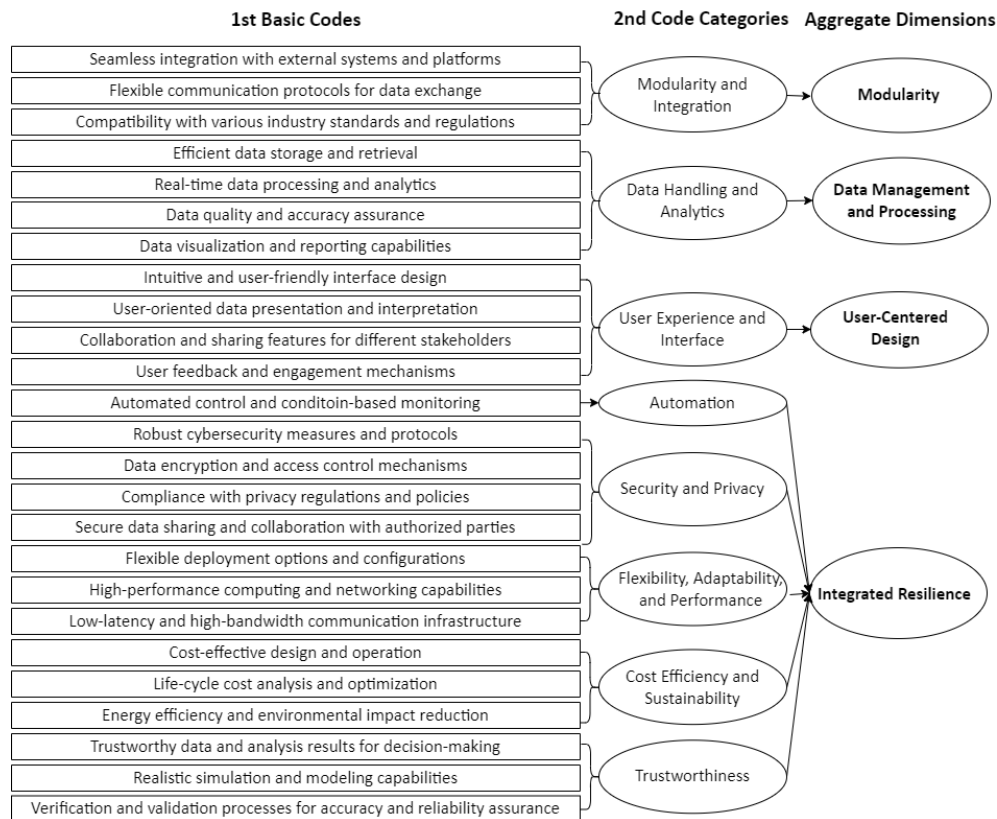 1st Basic Codes
2nd Code Categories
Aggregate Dimensions
Seamless integration with external systems and platforms
Flexible communication protocols for data exchange
Compatibility with various industry standards and regulations
Modularity and
Integration
Modularity
Efficient data storage and retrieval
Real-time data processing and analytics
Data quality and accuracy assurance
Data visualization and reporting capabilities
Data Handling and
Analytics
Data Management
and Processing
Intuitive and user-friendly interface design
User-oriented data presentation and interpretation
Collaboration and sharing features for different stakeholders
User feedback and engagement mechanisms
User Experience and
Interface
User-Centered
Design
Automated control and conditoin-based monitoring
Automation
Robust cybersecurity measures and protocols
Data encryption and access control mechanisms
Compliance with privacy regulations and policies
Secure data sharing and collaboration with authorized parties
Security and Privacy
Flexible deployment options and configurations
High-performance computing and networking capabilities
Low-latency and high-bandwidth communication infrastructure
Flexibility, Adaptability,
and Performance
Integrated Resilience
Cost-effective design and operation
Life-cycle cost analysis and optimization
Energy efficiency and environmental impact reduction
Cost Efficiency and
Sustainability
Trustworthy data and analysis results for decision-making
Realistic simulation and modeling capabilities
Verification and validation processes for accuracy and reliability assurance
Trustworthiness